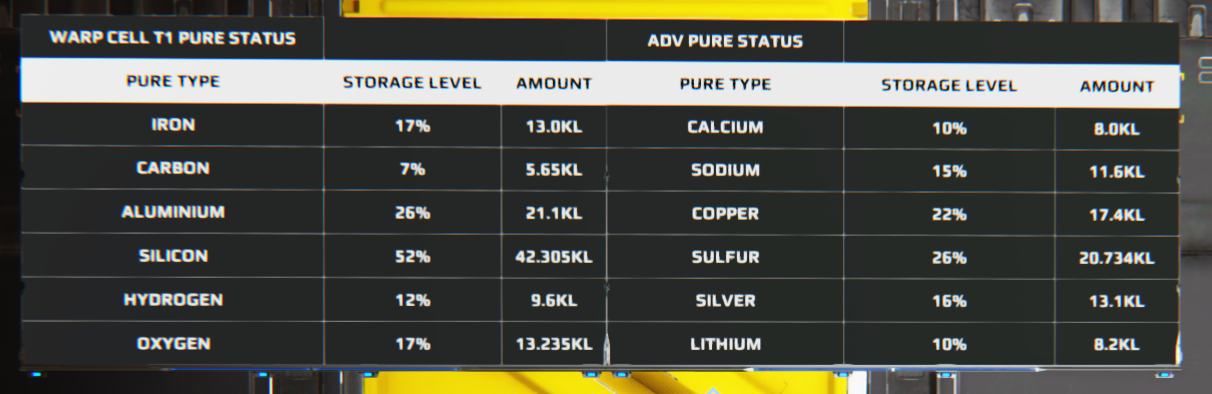 WARP CELL T1 PURE STATUS ADV PURE STATUS
PURE TYPE STORAGE LEVEL AMOUNT PURE TYPE STORAGE LEVEL AMOUNT
IRON 17% 13.0KL CALCIUM 10% 8.0KL
CARBON 7% 5.65KL SODIUM 15% 11.6KL
ALUMINIUM 26% 21.1KL COPPER 22% 17.4KL
SILICON 52% 42.305KL SULFUR 26% 20.734KL
HYDROGEN 12% 9.6KL SILVER 16% 13.1KL
OXYGEN 17% 13.235KL LITHIUM 10% 8.2KL